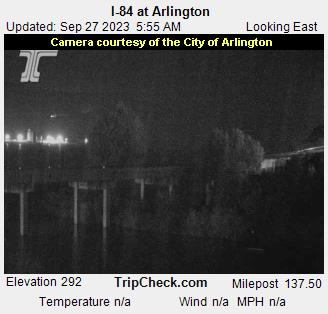 I-84 at Arlington
Updated: Sep 27 2023 5:55 AM Looking East
Camera courtesy of the City of Arlington
Elevation 292 TripCheck.com Milepost 137.50
Temperature n/a Wind n/a MPH n/a